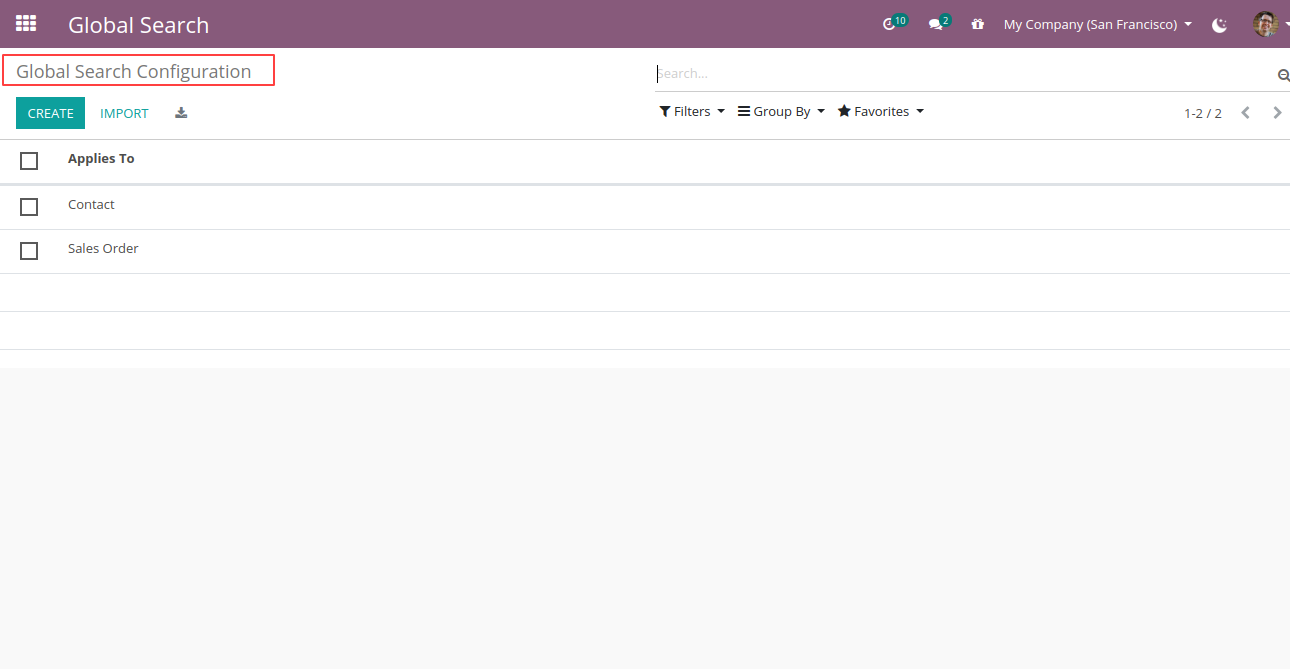 Global Search
10
2
My Company (San Francisco)
Global Search Configuration
Search...
CREATE
IMPORT
Filters
Group By
Favorites
1-2 / 2
Applies To
Contact
Sales Order